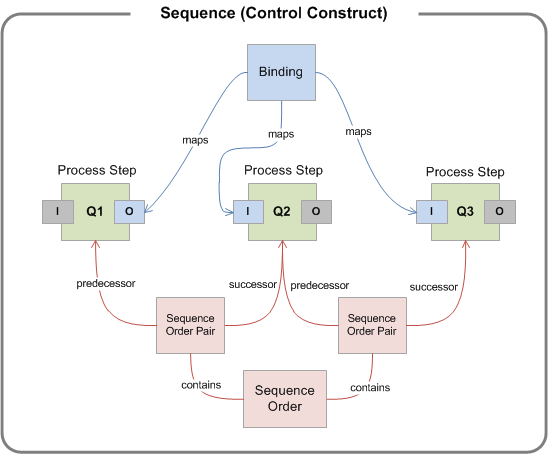 Sequence (Control Construct)
Binding
maps
maps
maps
Process Step
Process Step
Process Step
I
Q1
O
I
Q2
O
I
Q3
O
predecessor
successor
predecessor
successor
Sequence
Order Pair
Sequence
Order Pair
contains
contains
Sequence
Order